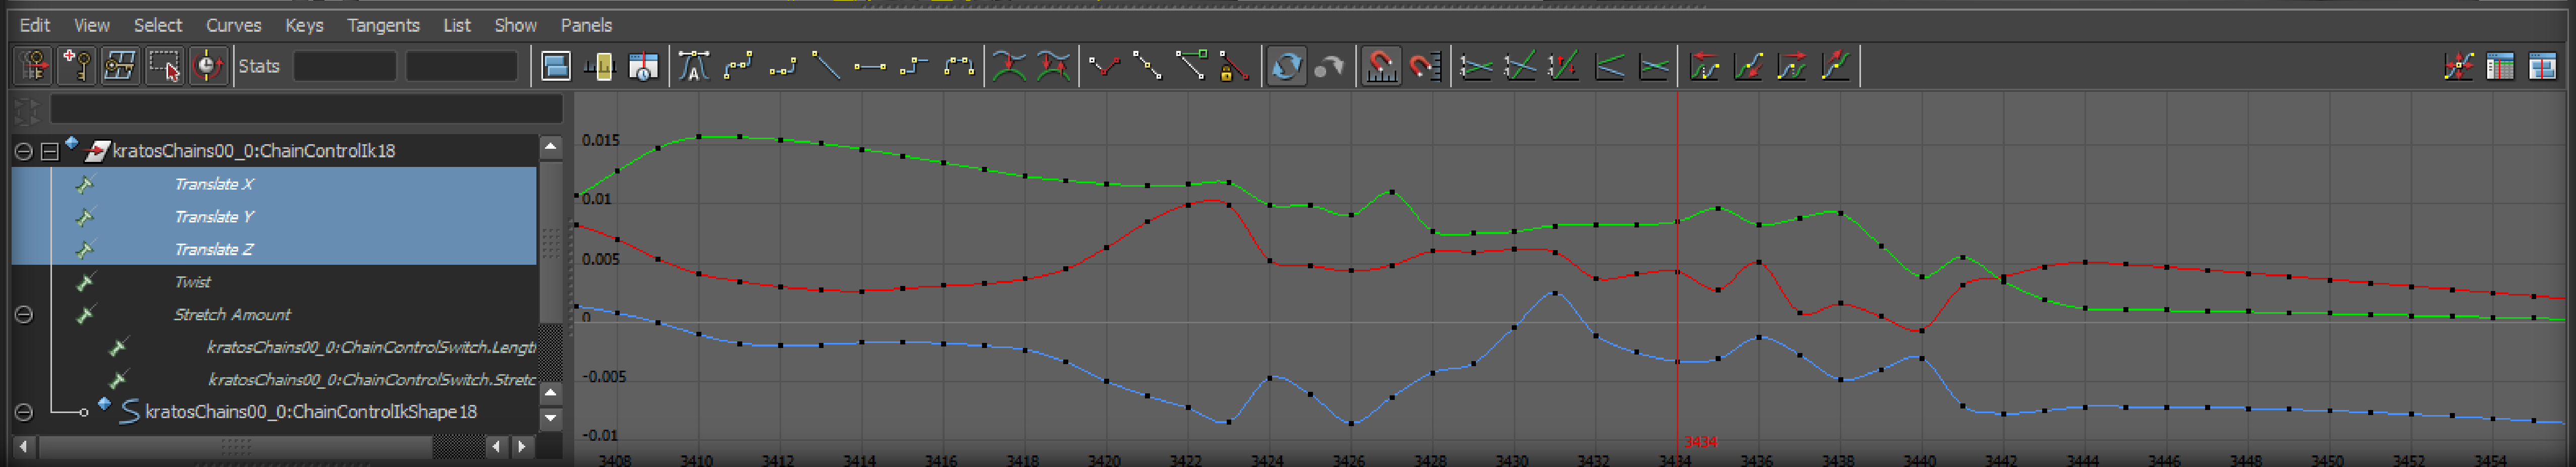 Edit View Select Curves Keys Tangents List Show Panels
Stats
kratosChains00_0:ChainControlIk18
Translate X
Translate Y
Translate Z
Twist
Stretch Amount
kratosChains00_0:ChainControlSwitch.Lengtl
kratosChains00_0:ChainControlSwitch.Stretc
kratosChains00_0:ChainControlIkShape18
0.015
0.01
0.005
0
-0.005
-0.01
3434
3408 3410 3412 3414 3416 3418 3420 3422 3424 3426 3428 3430 3432 3434 3436 3438 3440 3442 3444 3446 3448 3450 3452 3454